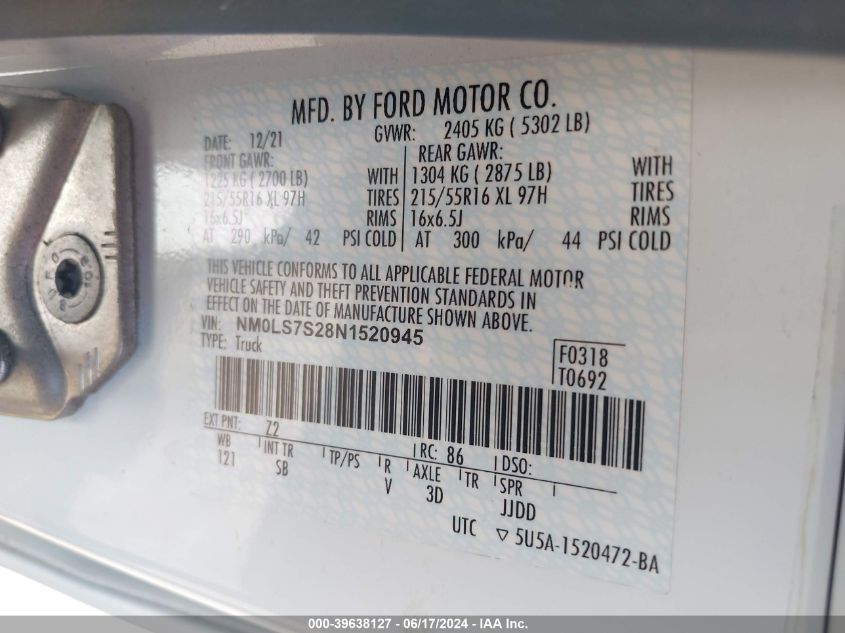 MFD. BY FORD MOTOR CO.
DATE: 12/21 GVWR: 2405 KG ( 5302 LB)
FRONT GAWR: REAR GAWR:
1225 KG ( 2700 LB) WITH 1304 KG ( 2875 LB) WITH
215/55R16 XL 97H TIRES 215/55R16 XL 97H TIRES
16x6.5J RIMS 16x6.5J RIMS
AT 290 kPa/ 42 PSI COLD AT 300 kPa/ 44 PSI COLD
THIS VEHICLE CONFORMS TO ALL APPLICABLE FEDERAL MOTOR
VEHICLE SAFETY AND THEFT PREVENTION STANDARDS IN
EFFECT ON THE DATE OF MANUFACTURE SHOWN ABOVE.
VIN: NM0LS7S28N1520945
TYPE: Truck
F0318
T0692
EXT PNT: Z2 RC: 86 DSO:
WB INT TR TP/PS R AXLE TR SPR
121 SB V 3D JJDD
UTC ▽ 5U5A-1520472-BA
000-39638127 - 06/17/2024 - IAA Inc.